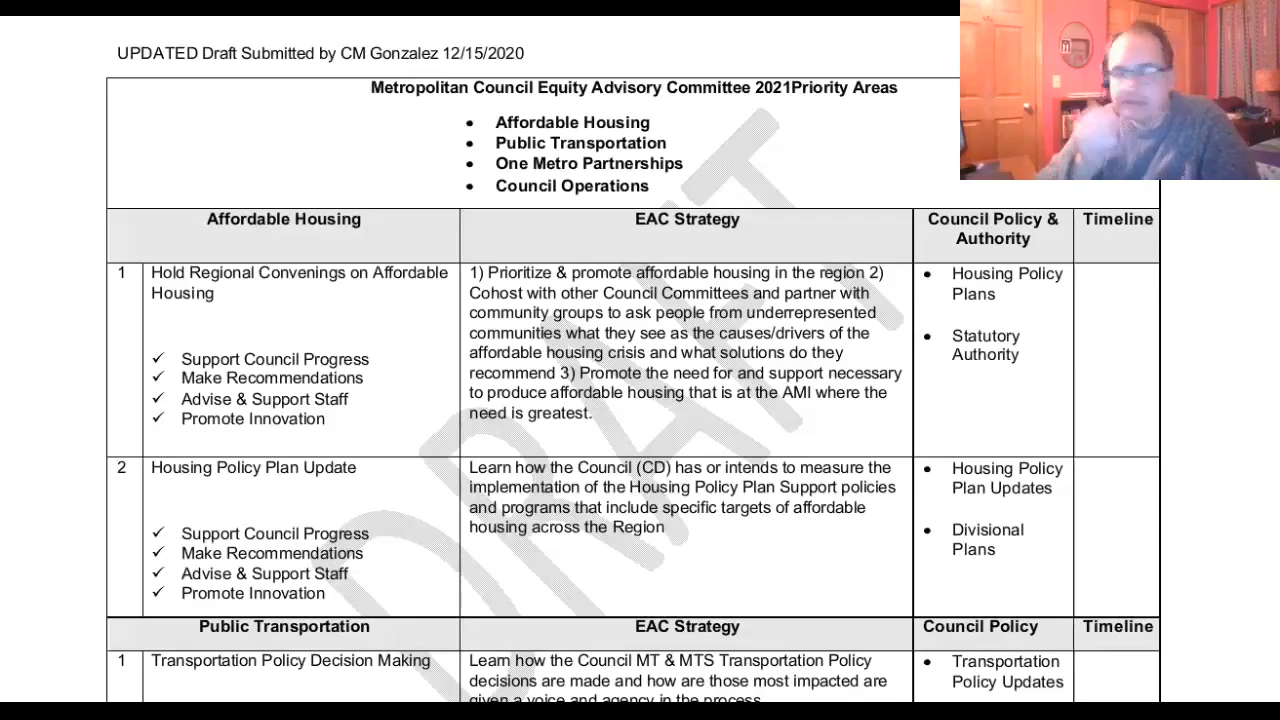 UPDATED Draft Submitted by CM Gonzalez 12/15/2020
Metropolitan Council Equity Advisory Committee 2021Priority Areas
• Affordable Housing
• Public Transportation
• One Metro Partnerships
• Council Operations
Affordable Housing EAC Strategy Council Policy & Timeline
Authority
1 Hold Regional Convenings on Affordable
Housing
✓ Support Council Progress
✓ Make Recommendations
✓ Advise & Support Staff
✓ Promote Innovation
1) Prioritize & promote affordable housing in the region 2)
Cohost with other Council Committees and partner with
community groups to ask people from underrepresented
communities what they see as the causes/drivers of the
affordable housing crisis and what solutions do they
recommend 3) Promote the need for and support necessary
to produce affordable housing that is at the AMI where the
need is greatest.
• Housing Policy
Plans
• Statutory
Authority
2 Housing Policy Plan Update
✓ Support Council Progress
✓ Make Recommendations
✓ Advise & Support Staff
✓ Promote Innovation
Learn how the Council (CD) has or intends to measure the
implementation of the Housing Policy Plan Support policies
and programs that include specific targets of affordable
housing across the Region
• Housing Policy
Plan Updates
• Divisional
Plans
Public Transportation EAC Strategy Council Policy Timeline
1 Transportation Policy Decision Making
Learn how the Council MT & MTS Transportation Policy
decisions are made and how are those most impacted are
given a voice and agency in the process
• Transportation
Policy Updates
DRAFT